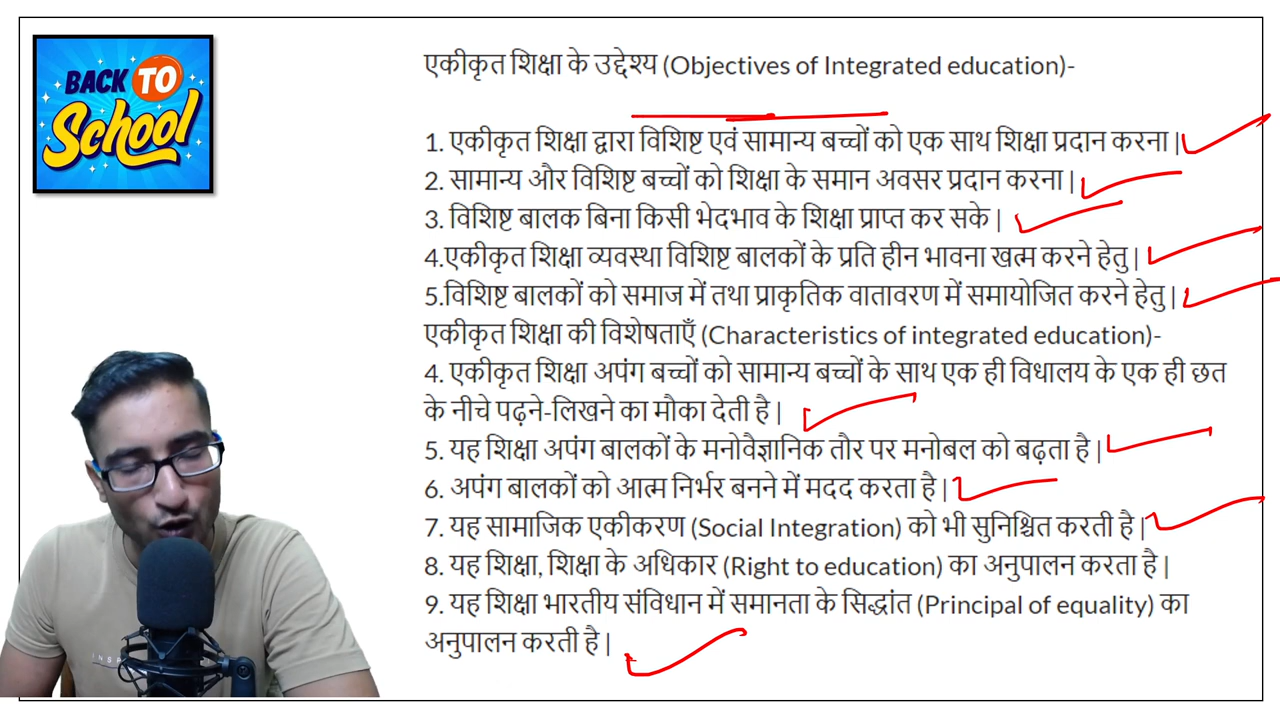 BACK TO
School
एकीकृत शिक्षा के उद्देश्य (Objectives of Integrated education)-
1. एकीकृत शिक्षा द्वारा विशिष्ट एवं सामान्य बच्चों को एक साथ शिक्षा प्रदान करना |
2. सामान्य और विशिष्ट बच्चों को शिक्षा के समान अवसर प्रदान करना |
3. विशिष्ट बालक बिना किसी भेदभाव के शिक्षा प्राप्त कर सके |
4.एकीकृत शिक्षा व्यवस्था विशिष्ट बालकों के प्रति हीन भावना खत्म करने हेतु |
5.विशिष्ट बालकों को समाज में तथा प्राकृतिक वातावरण में समायोजित करने हेतु |
एकीकृत शिक्षा की विशेषताएँ (Characteristics of integrated education)-
4. एकीकृत शिक्षा अपंग बच्चों को सामान्य बच्चों के साथ एक ही विधालय के एक ही छत
के नीचे पढ़ने-लिखने का मौका देती है |
5. यह शिक्षा अपंग बालकों के मनोवैज्ञानिक तौर पर मनोबल को बढ़ता है |
6. अपंग बालकों को आत्म निर्भर बनने में मदद करता है |
7. यह सामाजिक एकीकरण (Social Integration) को भी सुनिश्चित करती है |
8. यह शिक्षा, शिक्षा के अधिकार (Right to education) का अनुपालन करता है |
9. यह शिक्षा भारतीय संविधान में समानता के सिद्धांत (Principal of equality) का
अनुपालन करती है |